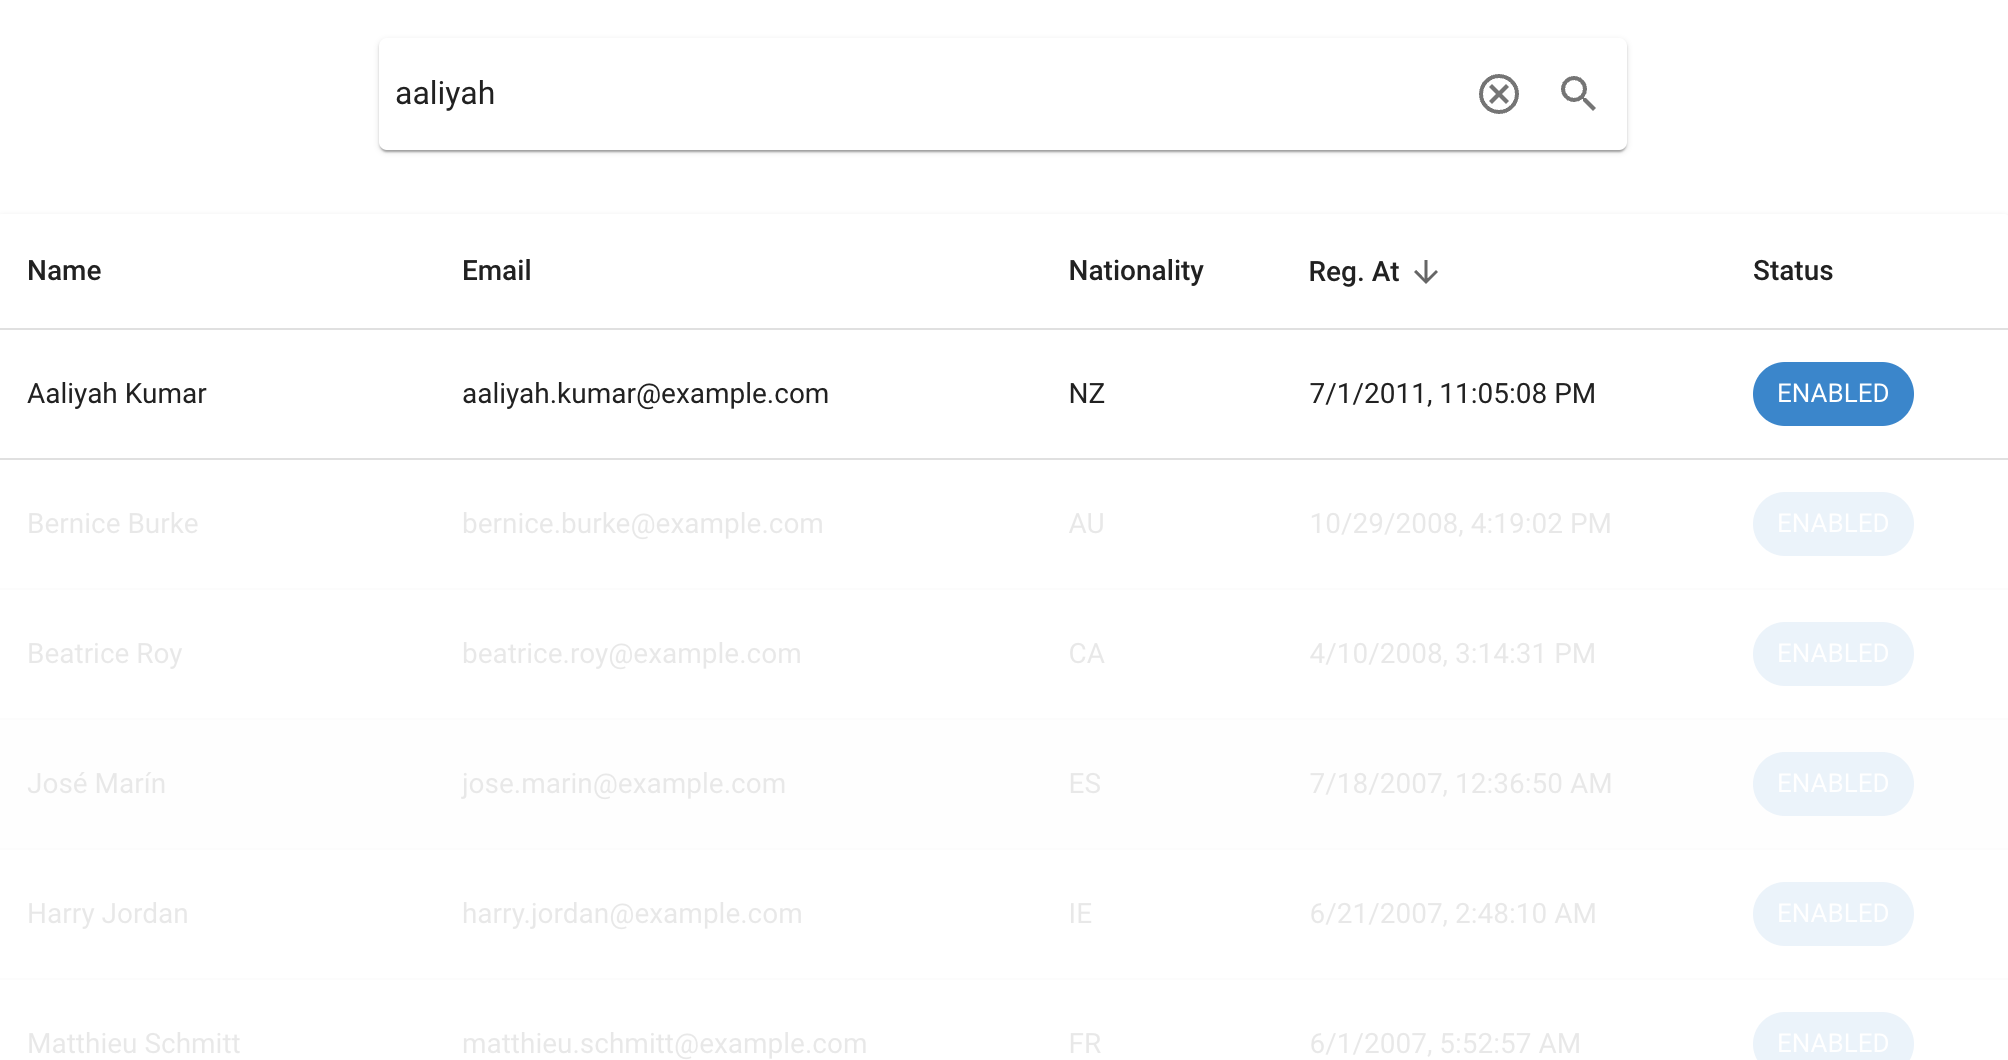 aaliyah
Name Email Nationality Reg. At Status
Aaliyah Kumar aaliyah.kumar@example.com NZ 7/1/2011, 11:05:08 PM ENABLED
Bernice Burke bernice.burke@example.com AU 10/29/2008, 4:19:02 PM ENABLED
Beatrice Roy beatrice.roy@example.com CA 4/10/2008, 3:14:31 PM ENABLED
José Marín jose.marin@example.com ES 7/18/2007, 12:36:50 AM ENABLED
Harry Jordan harry.jordan@example.com IE 6/21/2007, 2:48:10 AM ENABLED
Matthieu Schmitt matthieu.schmitt@example.com FR 6/1/2007, 5:52:57 AM ENABLED